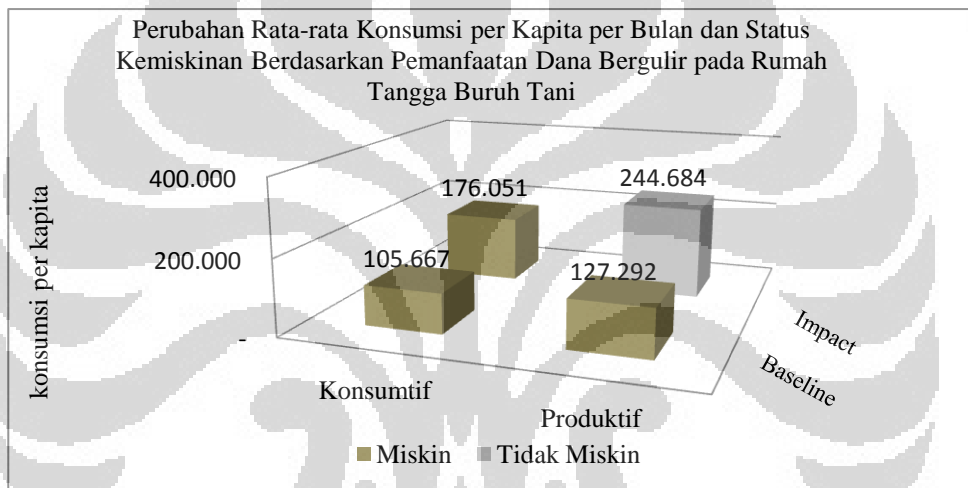 Perubahan Rata-rata Konsumsi per Kapita per Bulan dan Status
Kemiskinan Berdasarkan Pemanfaatan Dana Bergulir pada Rumah
Tangga Buruh Tani
konsumsi per kapita
400.000
200.000
-
176.051
244.684
105.667
127.292
Impact
Baseline
Konsumtif
Produktif
Miskin Tidak Miskin